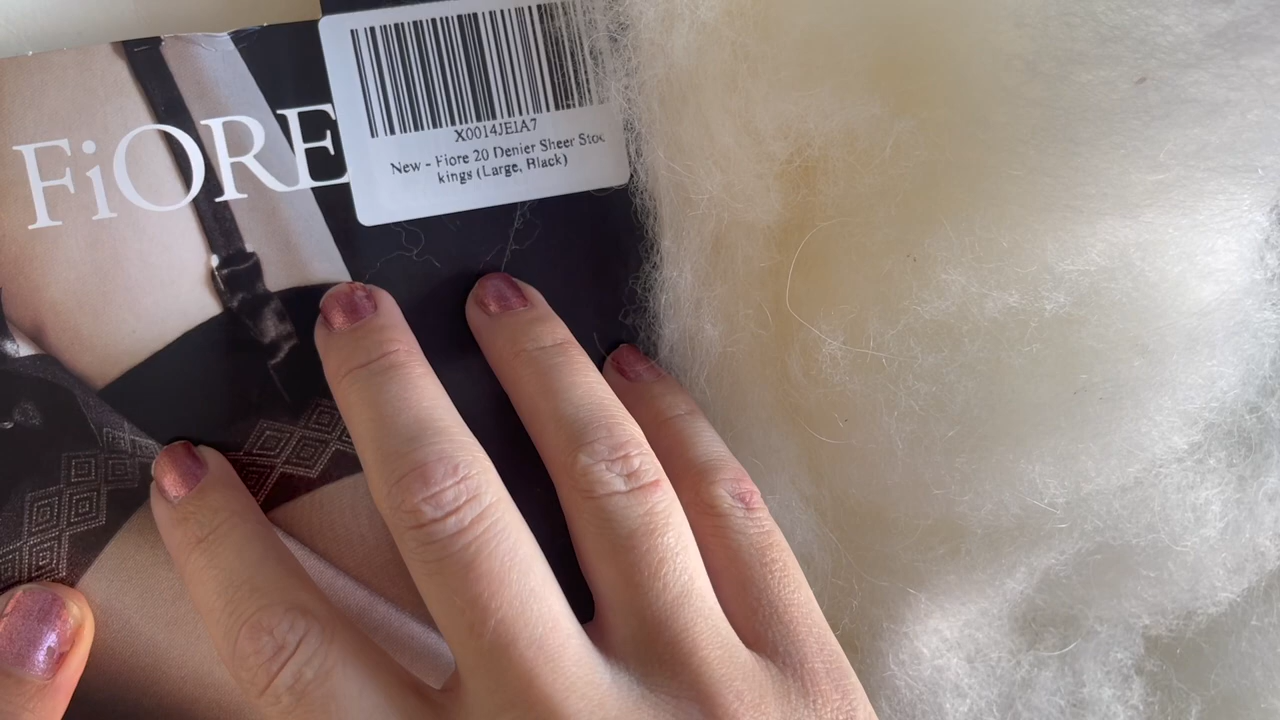 FiORE
X0014JEIA7
New - Fiore 20 Denier Sheer Stoc
kings (Large, Black)